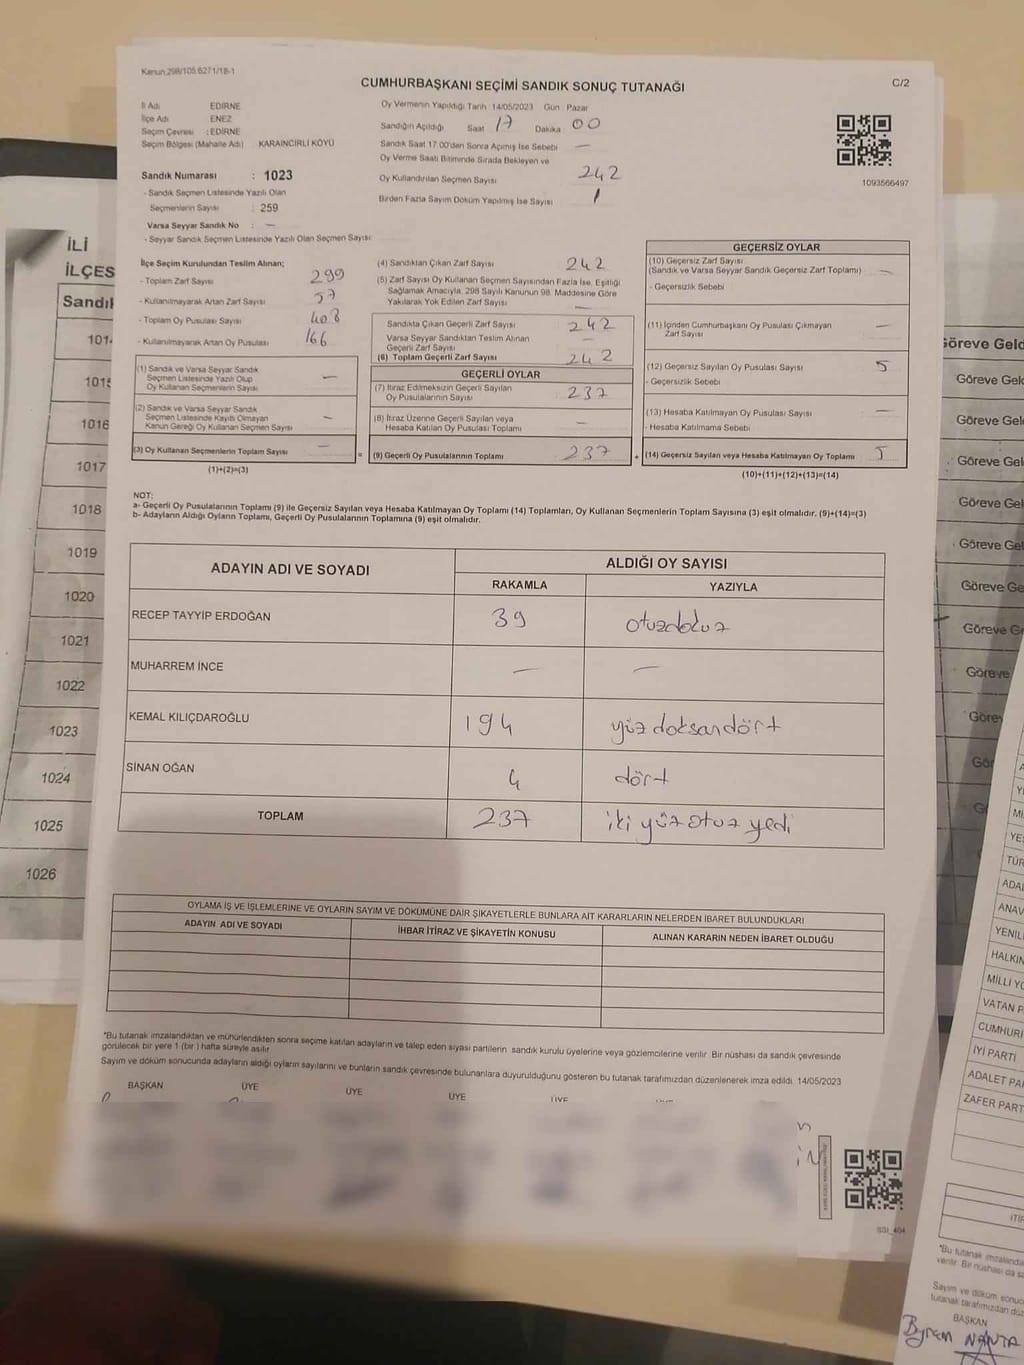 Kanun.298/105.6271/18-1
CUMHURBAŞKANI SEÇİMİ SANDIK SONUÇ TUTANAĞI
C/2
İl Adı EDİRNE
İlçe Adı ENEZ
Seçim Çevresi : EDİRNE
Seçim Bölgesi (Mahalle Adı) KARAİNCİRLİ KÖYÜ
Sandık Numarası : 1023
- Sandık Seçmen Listesinde Yazılı Olan
Seçmenlerin Sayısı : 259
Varsa Seyyar Sandık No : —
- Seyyar Sandık Seçmen Listesinde Yazılı Olan Seçmen Sayısı:
Oy Vermenin Yapıldığı Tarih :14/05/2023 Gün : Pazar
Sandığın Açıldığı Saat 17 Dakika 00
Sandık Saat 17:00'den Sonra Açımış İse Sebebi —
Oy Verme Saati Bitiminde Sırada Bekleyen ve
Oy Kullandırılan Seçmen Sayısı 242
Birden Fazla Sayım Döküm Yapılmış İse Sayısı 1
1093566497
İlçe Seçim Kurulundan Teslim Alınan;
- Toplam Zarf Sayısı 299
- Kullanılmayarak Artan Zarf Sayısı 57
- Toplam Oy Pusulası Sayısı 408
- Kullanılmayarak Artan Oy Pusulası 166
(1) Sandık ve Varsa Seyyar Sandık
Seçmen Listesinde Yazılı Olup
Oy Kullanan Seçmenlerin Sayısı —
(2) Sandık ve Varsa Seyyar Sandık
Seçmen Listesinde Kayıtlı Olmayan
Kanun Gereği Oy Kullanan Seçmen Sayısı —
(3) Oy Kullanan Seçmenlerin Toplam Sayısı —
(1)+(2)=(3)
=
(4) Sandıktan Çıkan Zarf Sayısı 242
(5) Zarf Sayısı Oy Kullanan Seçmen Sayısından Fazla İse, Eşitliği
Sağlamak Amacıyla, 298 Sayılı Kanunun 98. Maddesine Göre
Yakılarak Yok Edilen Zarf Sayısı —
Sandıkta Çıkan Geçerli Zarf Sayısı 242
Varsa Seyyar Sandıktan Teslim Alınan
Geçerli Zarf Sayısı —
(6) Toplam Geçerli Zarf Sayısı 242
GEÇERLİ OYLAR
(7) İtiraz Edilmeksizin Geçerli Sayılan
Oy Pusulalarının Sayısı 237
(8) İtiraz Üzerine Geçerli Sayılan veya
Hesaba Katılan Oy Pusulası Toplamı —
(9) Geçerli Oy Pusulalarının Toplamı 237
+
GEÇERSİZ OYLAR
(10) Geçersiz Zarf Sayısı
(Sandık ve Varsa Seyyar Sandık Geçersiz Zarf Toplamı) —
- Geçersizlik Sebebi
(11) İçinden Cumhurbaşkanı Oy Pusulası Çıkmayan
Zarf Sayısı —
(12) Geçersiz Sayılan Oy Pusulası Sayısı 5
- Geçersizlik Sebebi
(13) Hesaba Katılmayan Oy Pusulası Sayısı —
- Hesaba Katılmama Sebebi
(14) Geçersiz Sayılan veya Hesaba Katılmayan Oy Toplamı 5
(10)+(11)+(12)+(13)=(14)
NOT:
a- Geçerli Oy Pusulalarının Toplamı (9) ile Geçersiz Sayılan veya Hesaba Katılmayan Oy Toplamı (14) Toplamları, Oy Kullanan Seçmenlerin Toplam Sayısına (3) eşit olmalıdır. (9)+(14)=(3)
b- Adayların Aldığı Oyların Toplamı, Geçerli Oy Pusulalarının Toplamına (9) eşit olmalıdır.
ADAYIN ADI VE SOYADI
ALDIĞI OY SAYISI
RAKAMLA YAZIYLA
RECEP TAYYİP ERDOĞAN 39 otuzdokuz
MUHARREM İNCE — —
KEMAL KILIÇDAROĞLU 194 yüz doksandört
SİNAN OĞAN 4 dört
TOPLAM 237 iki yüz otuz yedi
OYLAMA İŞ VE İŞLEMLERİNE VE OYLARIN SAYIM VE DÖKÜMÜNE DAİR ŞİKAYETLERLE BUNLARA AİT KARARLARIN NELERDEN İBARET BULUNDUKLARI
ADAYIN ADI VE SOYADI İHBAR İTİRAZ VE ŞİKAYETİN KONUSU ALINAN KARARIN NEDEN İBARET OLDUĞU
*Bu tutanak imzalandıktan ve mühürlendikten sonra seçime katılan adayların ve talep eden siyasi partilerin sandık kurulu üyelerine veya gözlemcilerine verilir. Bir nüshası da sandık çevresinde
görülecek bir yere 1 (bir ) hafta süreyle asılır.
Sayım ve döküm sonucunda adayların aldığı oyların sayılarını ve bunların sandık çevresinde bulunanlara duyurulduğunu gösteren bu tutanak tarafımızdan düzenlenerek imza edildi. 14/05/2023
BAŞKAN ÜYE ÜYE ÜYE ÜYE
İLİ
İLÇES
Sandı
1014
1015
1016
1017
1018
1019
1020
1021
1022
1023
1024
1025
1026
Göreve Geld
Göreve Geld
Göreve Geld
Göreve Geld
Göreve Geld
Göreve Gel
Göreve Ge
Göreve G
Göreve
Görev
Gör
MİLLİ YO
VATAN P
CUMHURİ
İYİ PARTİ
ADALET PA
ZAFER PART
YENİL
HALKIN
ANAV
ADAL
TÜR
YE
Mİ
İTİR
*Bu tutanak imzaland
verilir. Bir nüshası da sa
Sayım ve döküm sonuc
tutanak tarafımızdan düz
BAŞKAN